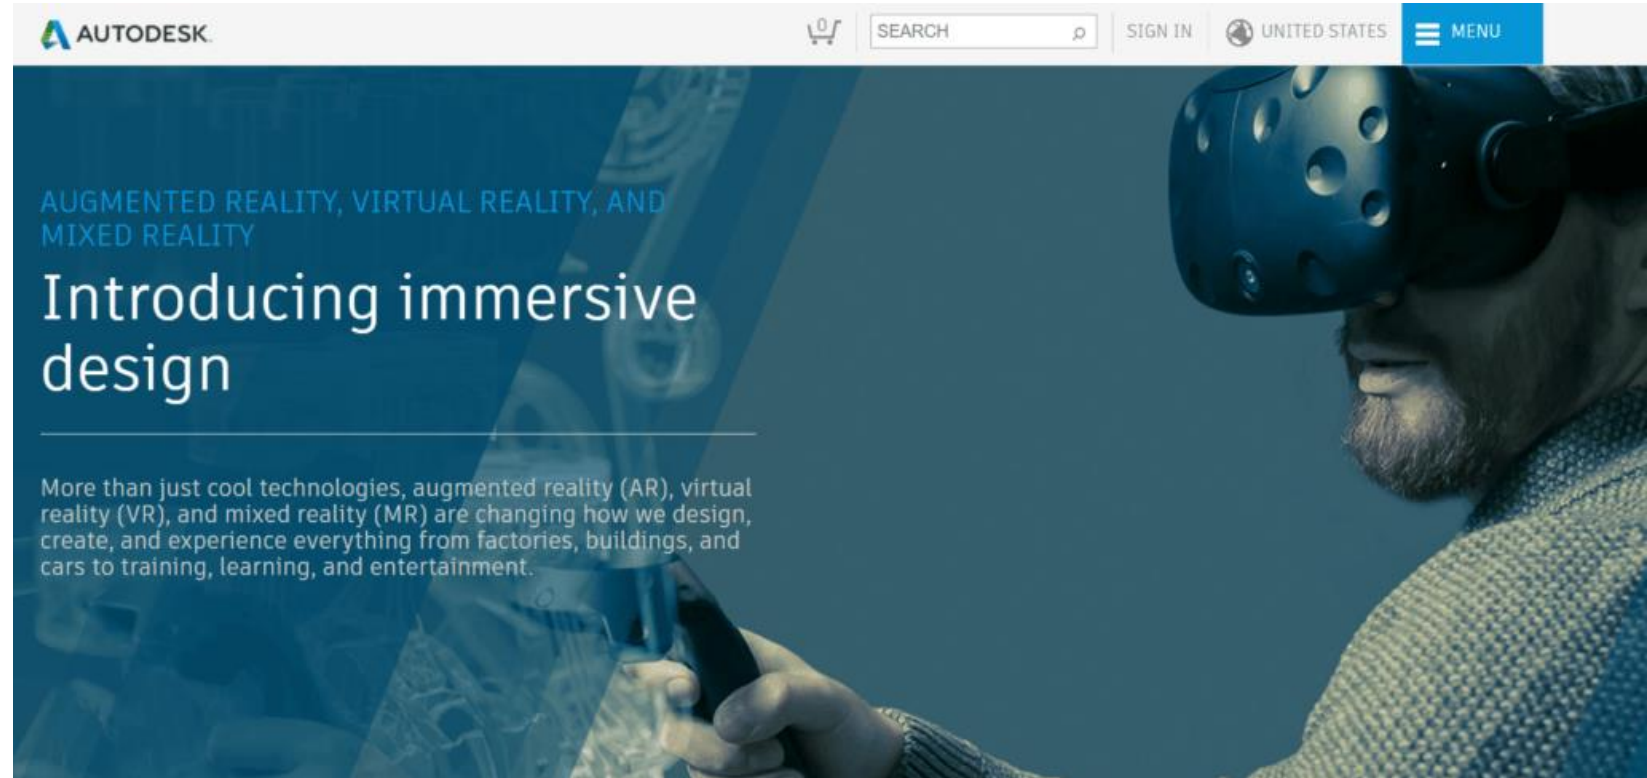 AUTODESK.
0
SEARCH
SIGN IN
UNITED STATES
MENU
AUGMENTED REALITY, VIRTUAL REALITY, AND
MIXED REALITY
Introducing immersive
design
More than just cool technologies, augmented reality (AR), virtual
reality (VR), and mixed reality (MR) are changing how we design,
create, and experience everything from factories, buildings, and
cars to training, learning, and entertainment.